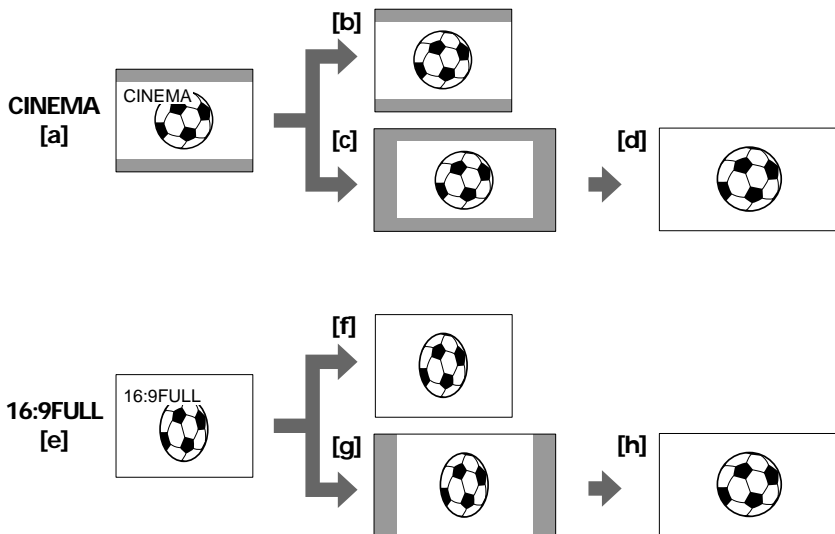 [b]
CINEMA
CINEMA
[a]
[c]
[d]
[f]
16:9FULL
16:9FULL
[e]
[g]
[h]